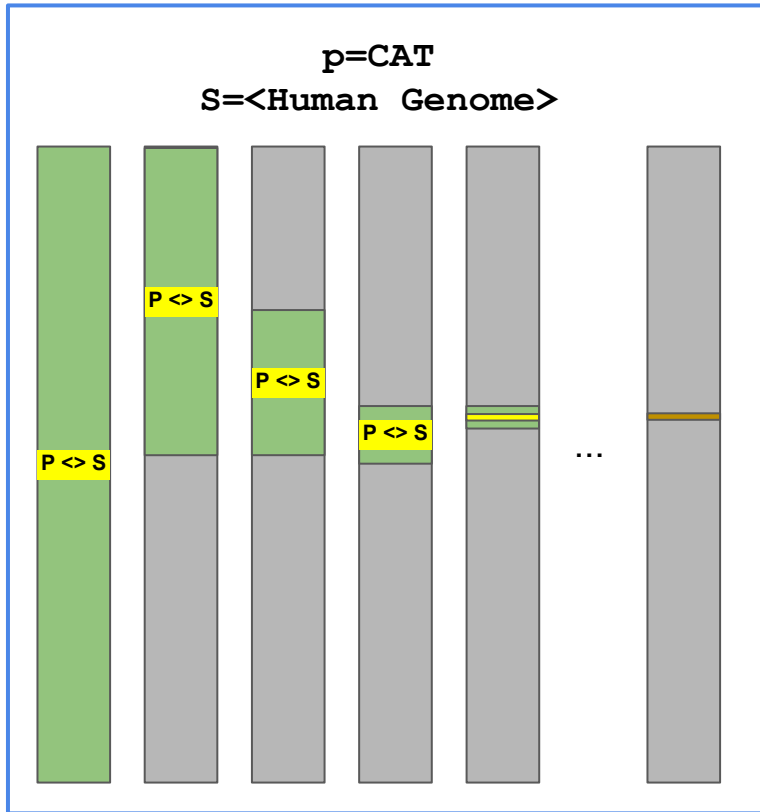 p=CAT
S=<Human Genome>
P <> S
P <> S
P <> S
P <> S
...